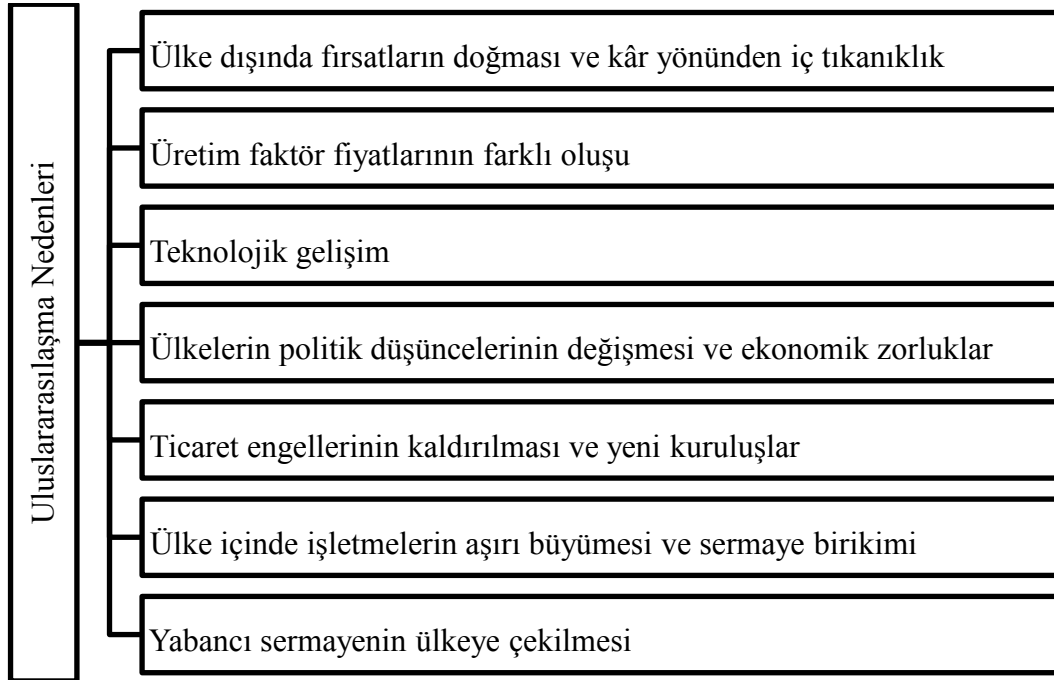 Uluslararasılaşma Nedenleri
Ülke dışında fırsatların doğması ve kâr yönünden iç tıkanıklık
Üretim faktör fiyatlarının farklı oluşu
Teknolojik gelişim
Ülkelerin politik düşüncelerinin değişmesi ve ekonomik zorluklar
Ticaret engellerinin kaldırılması ve yeni kuruluşlar
Ülke içinde işletmelerin aşırı büyümesi ve sermaye birikimi
Yabancı sermayenin ülkeye çekilmesi